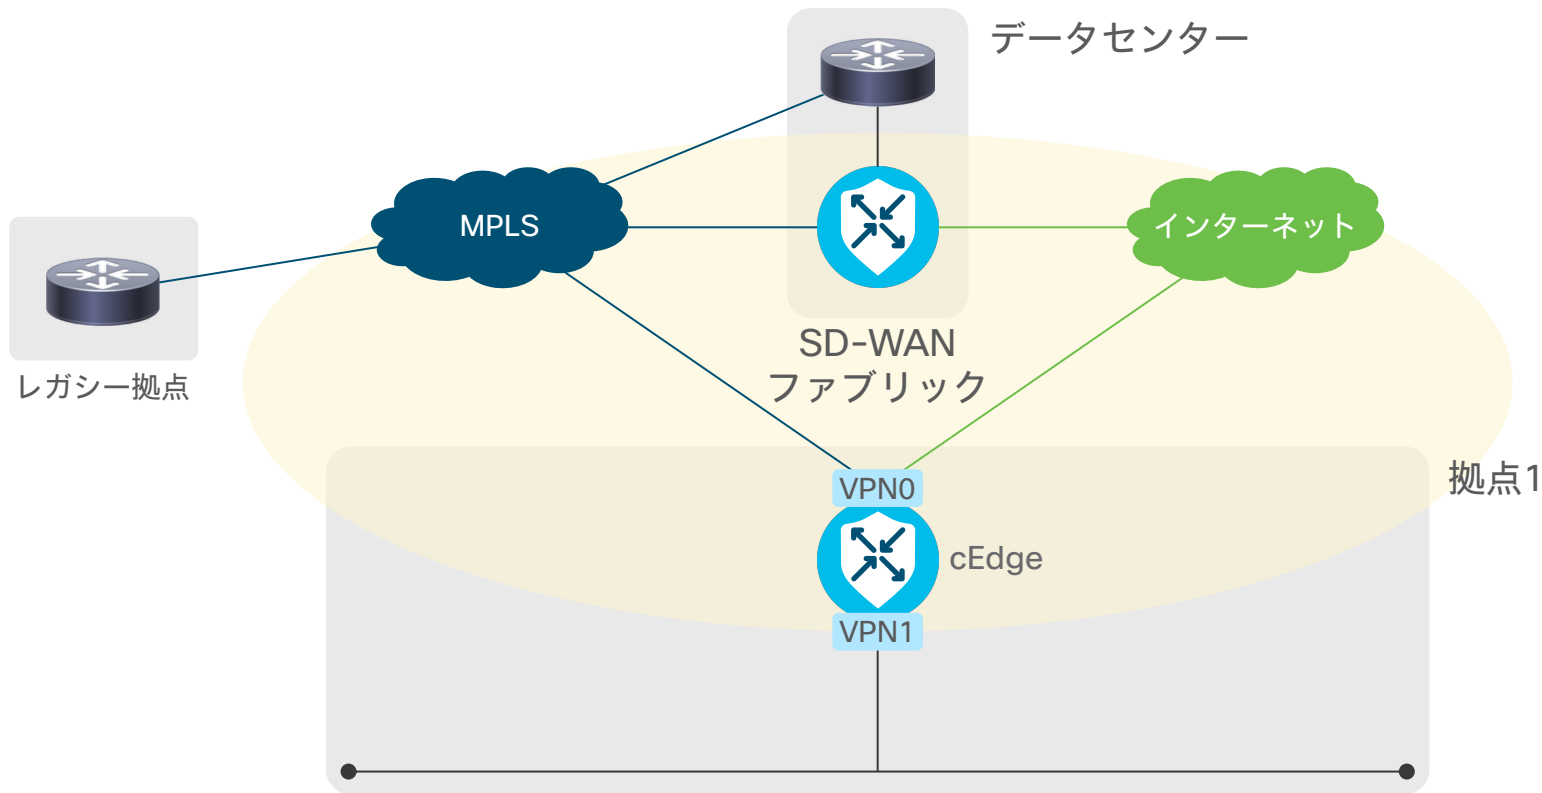 データセンター
MPLS
インターネット
SD-WAN
ファブリック
レガシー拠点
拠点1
VPN0
cEdge
VPN1